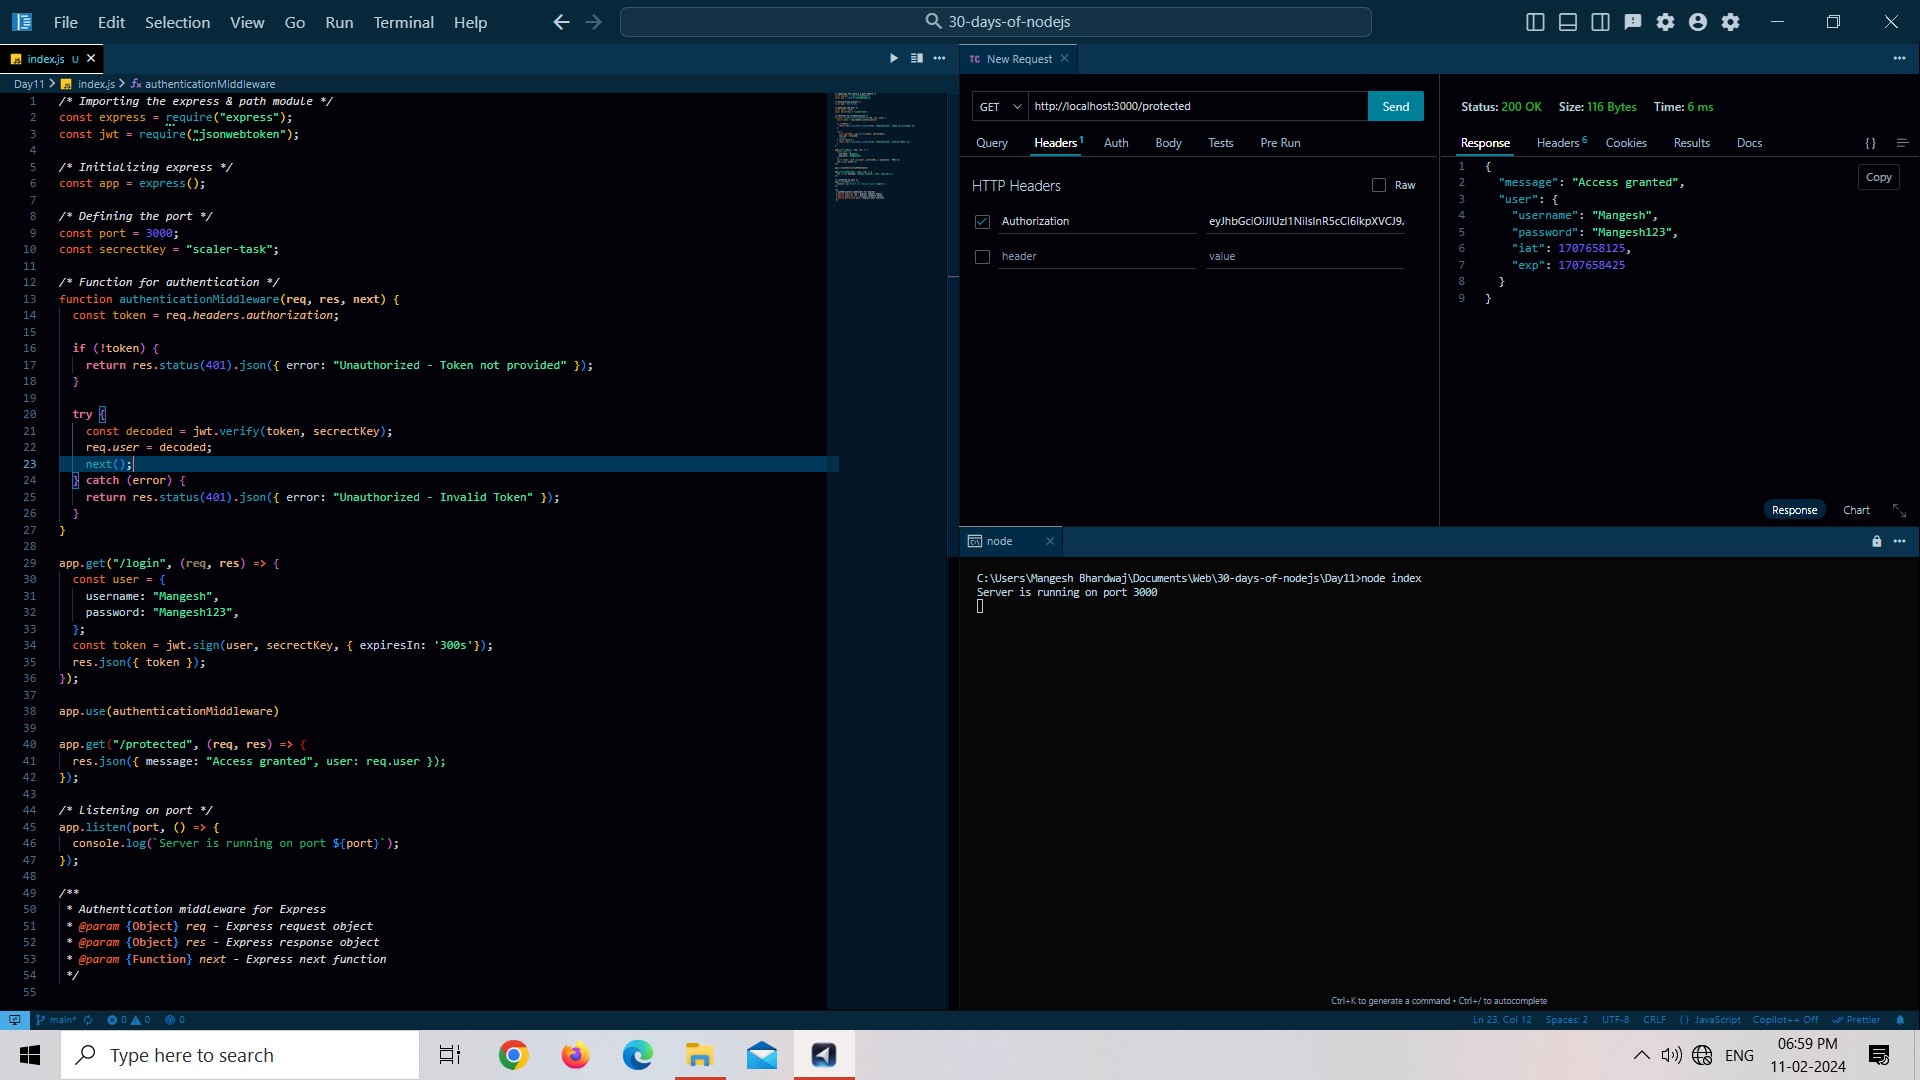 File Edit Selection View Go Run Terminal Help
30-days-of-nodejs
index.js U
Day11 > index.js > authenticationMiddleware
1 /* Importing the express & path module */
2 const express = require("express");
3 const jwt = require("jsonwebtoken");
4
5 /* Initializing express */
6 const app = express();
7
8 /* Defining the port */
9 const port = 3000;
10 const secrectKey = "scaler-task";
11
12 /* Function for authentication */
13 function authenticationMiddleware(req, res, next) {
14 const token = req.headers.authorization;
15
16 if (!token) {
17 return res.status(401).json({ error: "Unauthorized - Token not provided" });
18 }
19
20 try {
21 const decoded = jwt.verify(token, secrectKey);
22 req.user = decoded;
23 next();
24 } catch (error) {
25 return res.status(401).json({ error: "Unauthorized - Invalid Token" });
26 }
27 }
28
29 app.get("/login", (req, res) => {
30 const user = {
31 username: "Mangesh",
32 password: "Mangesh123",
33 };
34 const token = jwt.sign(user, secrectKey, { expiresIn: '300s'});
35 res.json({ token });
36 });
37
38 app.use(authenticationMiddleware)
39
40 app.get("/protected", (req, res) => {
41 res.json({ message: "Access granted", user: req.user });
42 });
43
44 /* Listening on port */
45 app.listen(port, () => {
46 console.log(`Server is running on port ${port}`);
47 });
48
49 /**
50 * Authentication middleware for Express
51 * @param {Object} req - Express request object
52 * @param {Object} res - Express response object
53 * @param {Function} next - Express next function
54 */
55
TC New Request
GET http://localhost:3000/protected Send
Query Headers 1 Auth Body Tests Pre Run
HTTP Headers Raw
Authorization eyJhbGciOiJIUzI1NiIsInR5cCI6IkpXVCJ9.
header value
Status: 200 OK Size: 116 Bytes Time: 6 ms
Response Headers 6 Cookies Results Docs { }
Copy
1 {
2 "message": "Access granted",
3 "user": {
4 "username": "Mangesh",
5 "password": "Mangesh123",
6 "iat": 1707658125,
7 "exp": 1707658425
8 }
9 }
Response Chart
node
C:\Users\Mangesh Bhardwaj\Documents\Web\30-days-of-nodejs\Day11>node index
Server is running on port 3000
Ctrl+K to generate a command • Ctrl+/ to autocomplete
main* 0 0 0
Ln 23, Col 12 Spaces: 2 UTF-8 CRLF { } JavaScript Copilot++ Off Prettier
Type here to search
ENG
06:59 PM
11-02-2024